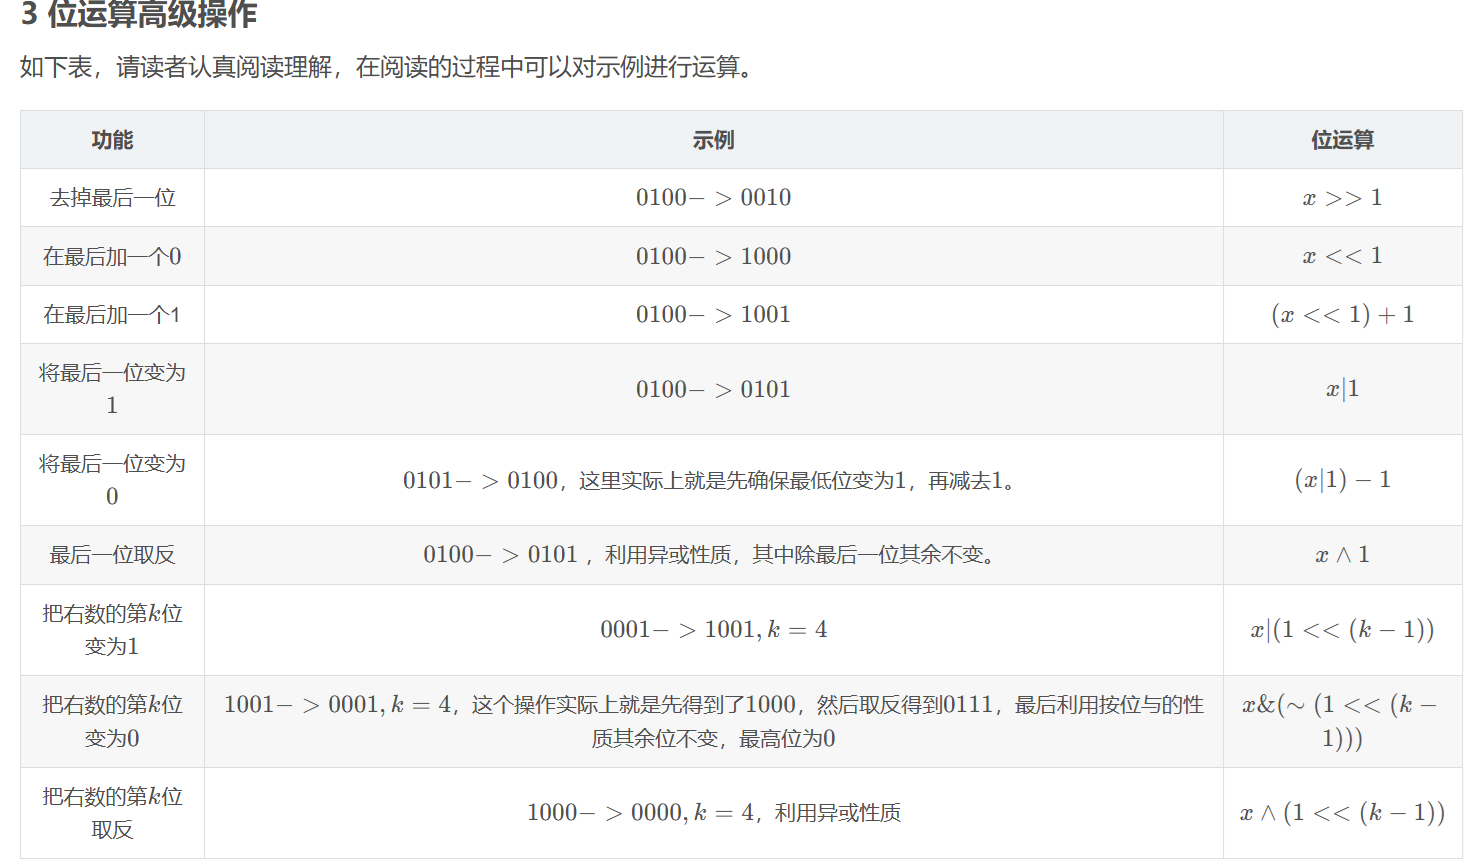 3 位运算高级操作
如下表，请读者认真阅读理解，在阅读的过程中可以对示例进行运算。
功能 示例 位运算
去掉最后一位 0100− > 0010 x >> 1
在最后加一个0 0100− > 1000 x << 1
在最后加一个1 0100− > 1001 (x << 1) + 1
将最后一位变为
1
0100− > 0101
x|1
将最后一位变为
0
0101− > 0100，这里实际上就是先确保最低位变为1，再减去1。
(x|1) − 1
最后一位取反 0100− > 0101 ，利用异或性质，其中除最后一位其余不变。 x ∧ 1
把右数的第k位
变为1
0001− > 1001, k = 4
x|(1 << (k − 1))
把右数的第k位
变为0
1001− > 0001, k = 4，这个操作实际上就是先得到了1000，然后取反得到0111，最后利用按位与的性
质其余位不变，最高位为0
x&(∼ (1 << (k −
1)))
把右数的第k位
取反
1000− > 0000, k = 4，利用异或性质
x ∧ (1 << (k − 1))